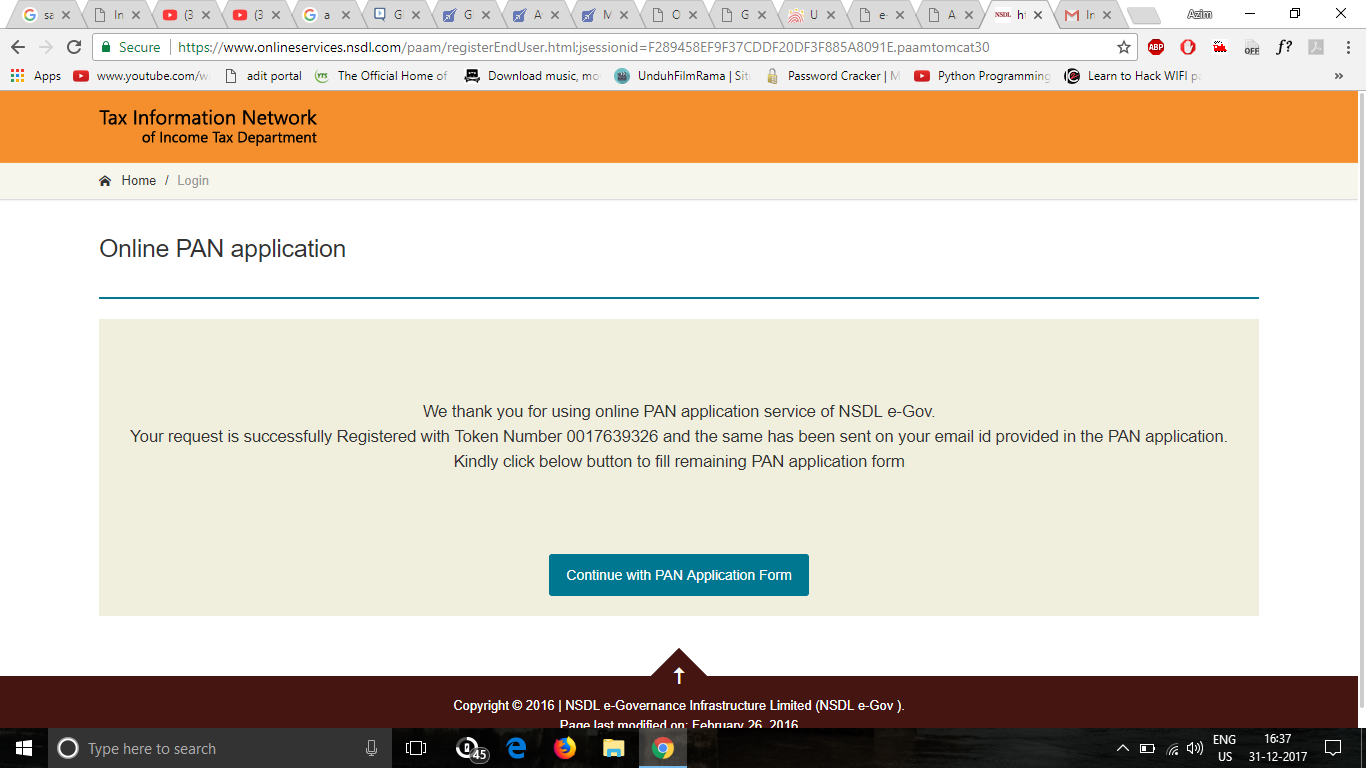 sa
In
(3
(3
a
G
G
A
M
O
G
U
e-
A
NSDL h
In
Azim
Secure
https://www.onlineservices.nsdl.com/paam/registerEndUser.html;jsessionid=F289458EF9F37CDDF20DF3F885A8091E.paamtomcat30
ABP
OFF
f?
Apps
www.youtube.com/w
adit portal
YTS
The Official Home of
Download music, mo
UnduhFilmRama | Sit
Password Cracker | M
Python Programming
Learn to Hack WIFI p
»
Tax Information Network
of Income Tax Department
Home / Login
Online PAN application
We thank you for using online PAN application service of NSDL e-Gov.
Your request is successfully Registered with Token Number 0017639326 and the same has been sent on your email id provided in the PAN application.
Kindly click below button to fill remaining PAN application form
Continue with PAN Application Form
Copyright © 2016 | NSDL e-Governance Infrastructure Limited (NSDL e-Gov ).
Page last modified on: February 26, 2016
Type here to search
45
ENG
US
16:37
31-12-2017